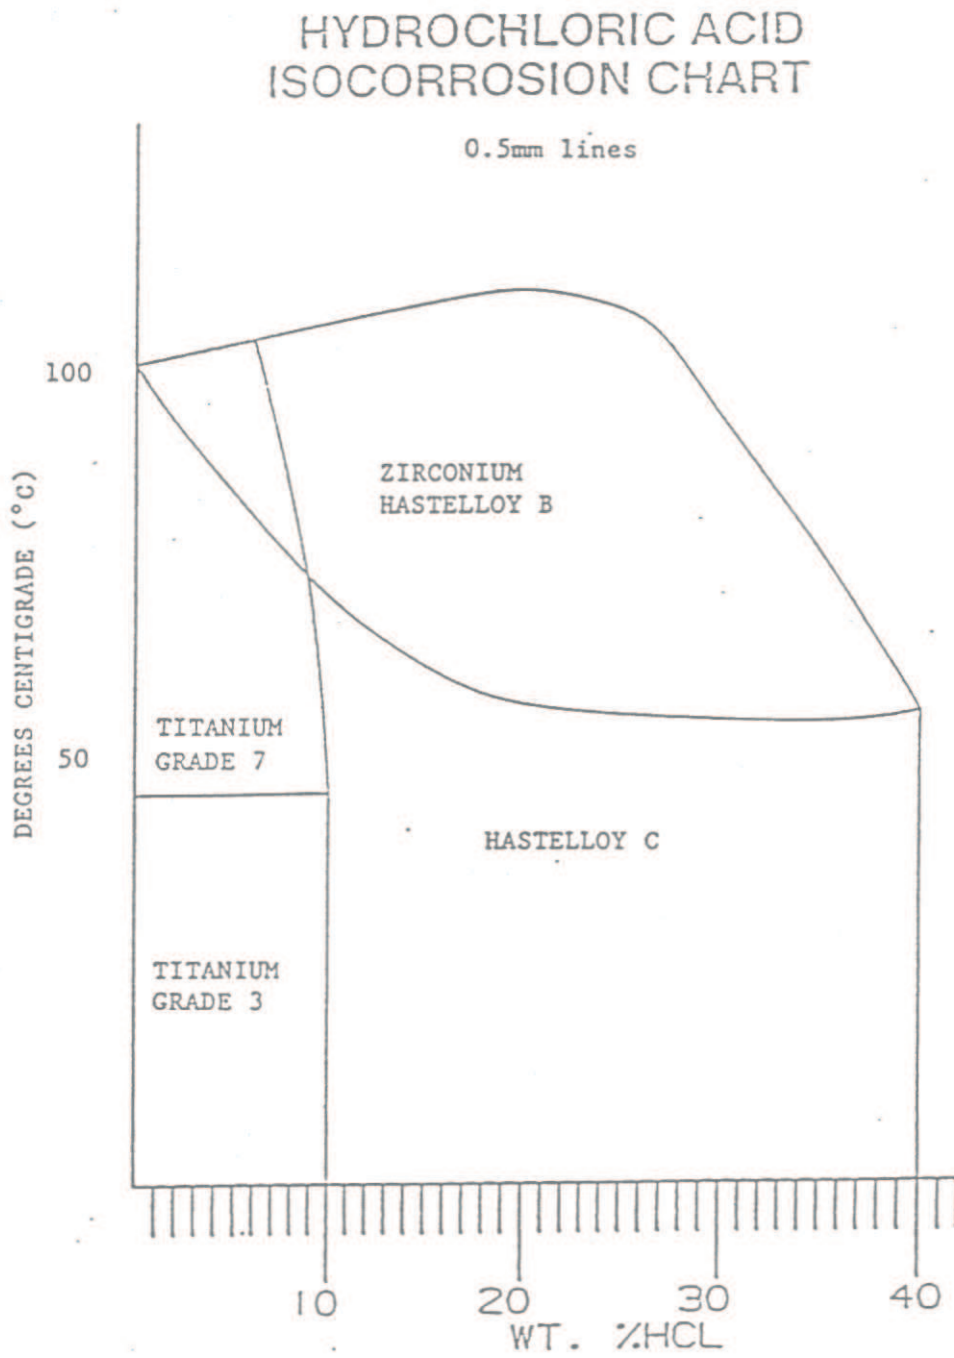 HYDROCHLORIC ACID
ISOCORROSION CHART
0.5mm lines
100
ZIRCONIUM
HASTELLOY B
DEGREES CENTIGRADE (°C)
TITANIUM
GRADE 7
50
HASTELLOY C
TITANIUM
GRADE 3
10
20
30
40
WT. %HCL